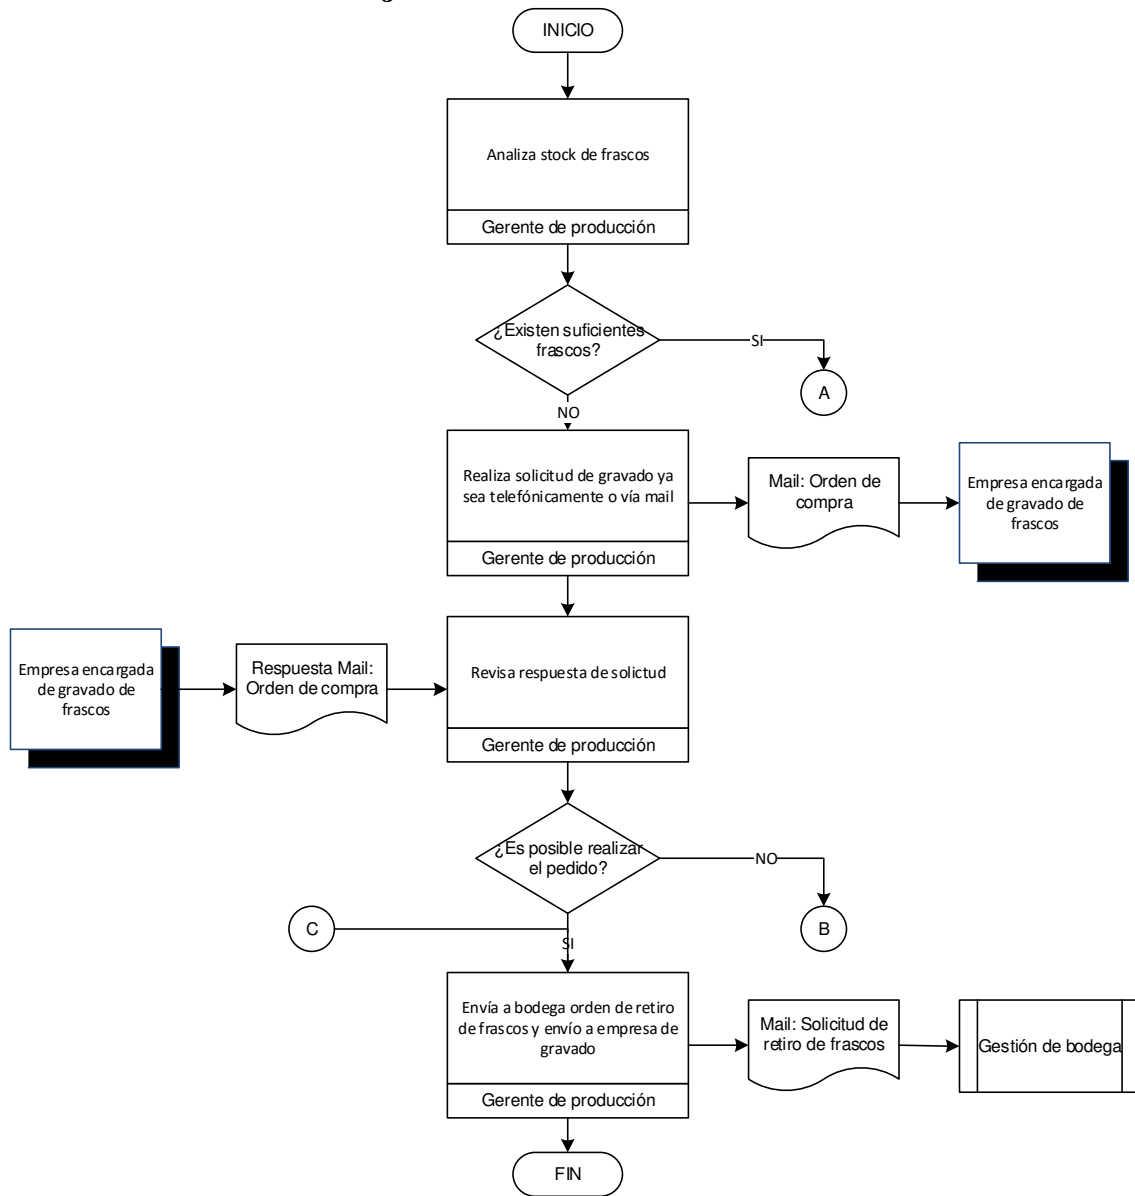 INICIO
Analiza stock de frascos
Gerente de producción
¿Existen suficientes
frascos?
SI
A
NO
Realiza solicitud de gravado ya
sea telefónicamente o vía mail
Gerente de producción
Mail: Orden de
compra
Empresa encargada
de gravado de
frascos
Empresa encargada
de gravado de
frascos
Respuesta Mail:
Orden de compra
Revisa respuesta de solictud
Gerente de producción
¿Es posible realizar
el pedido?
NO
B
C
SI
Envía a bodega orden de retiro
de frascos y envío a empresa de
gravado
Gerente de producción
Mail: Solicitud de
retiro de frascos
Gestión de bodega
FIN